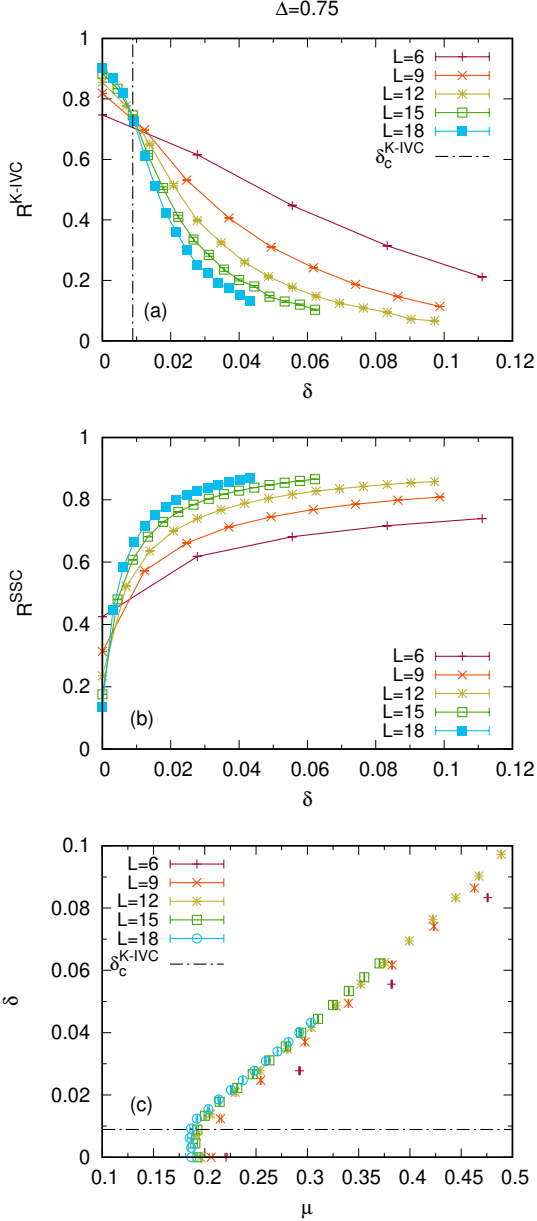 Δ=0.75
1
0.8
0.6
0.4
0.2
0
R^K-IVC
L=6
L=9
L=12
L=15
L=18
δ_c^K-IVC
(a)
0 0.02 0.04 0.06 0.08 0.1 0.12
δ
1
0.8
0.6
0.4
0.2
0
R^SSC
L=6
L=9
L=12
L=15
L=18
(b)
0 0.02 0.04 0.06 0.08 0.1 0.12
δ
0.1
0.08
0.06
0.04
0.02
0
δ
L=6
L=9
L=12
L=15
L=18
δ_c^K-IVC
(c)
0.1 0.15 0.2 0.25 0.3 0.35 0.4 0.45 0.5
μ